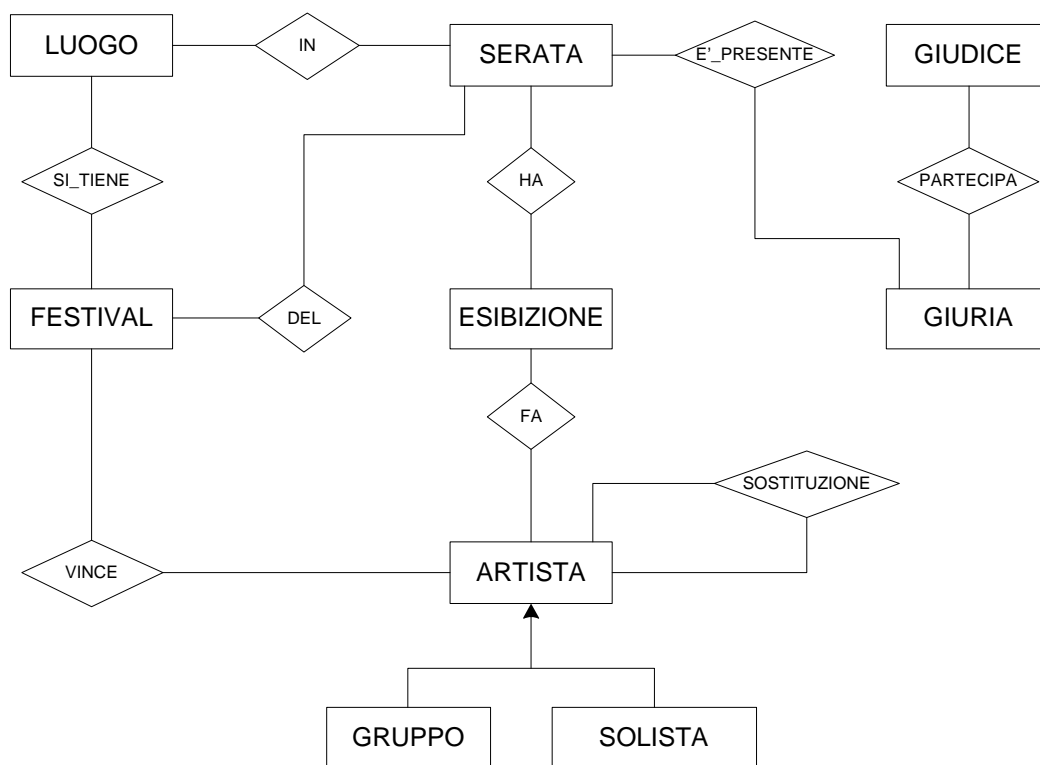 LUOGO
IN
SERATA
E'_PRESENTE
GIUDICE
SI_TIENE
HA
PARTECIPA
FESTIVAL
DEL
ESIBIZIONE
GIURIA
FA
SOSTITUZIONE
VINCE
ARTISTA
GRUPPO
SOLISTA